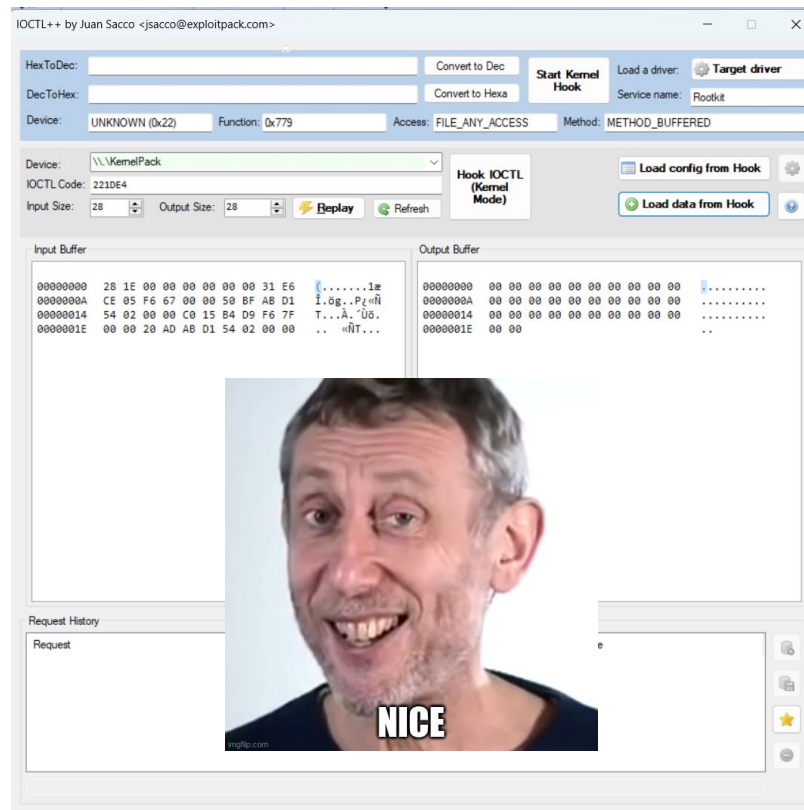 IOCTL++ by Juan Sacco <jsacco@exploitpack.com>
HexToDec:
Convert to Dec
Start Kernel
Hook
Load a driver:
Target driver
DecToHex:
Convert to Hexa
Service name:
Rootkit
Device:
UNKNOWN (0x22)
Function:
0x779
Access:
FILE_ANY_ACCESS
Method:
METHOD_BUFFERED
Device:
\\.\KernelPack
Hook IOCTL
(Kernel
Mode)
Load config from Hook
IOCTL Code:
221DE4
Input Size:
28
Output Size:
28
Replay
Refresh
Load data from Hook
Input Buffer
00000000 28 1E 00 00 00 00 00 00 31 E6 (.......1æ
0000000A CE 05 F6 67 00 00 50 BF AB D1 Î.ög..P¿«Ñ
00000014 54 02 00 00 C0 15 B4 D9 F6 7F T...À.´Ùö.
0000001E 00 00 20 AD AB D1 54 02 00 00 .. «ÑT...
Output Buffer
00000000 00 00 00 00 00 00 00 00 00 00 ..........
0000000A 00 00 00 00 00 00 00 00 00 00 ..........
00000014 00 00 00 00 00 00 00 00 00 00 ..........
0000001E 00 00 ..
Request History
Request
e
NICE
imgflip.com